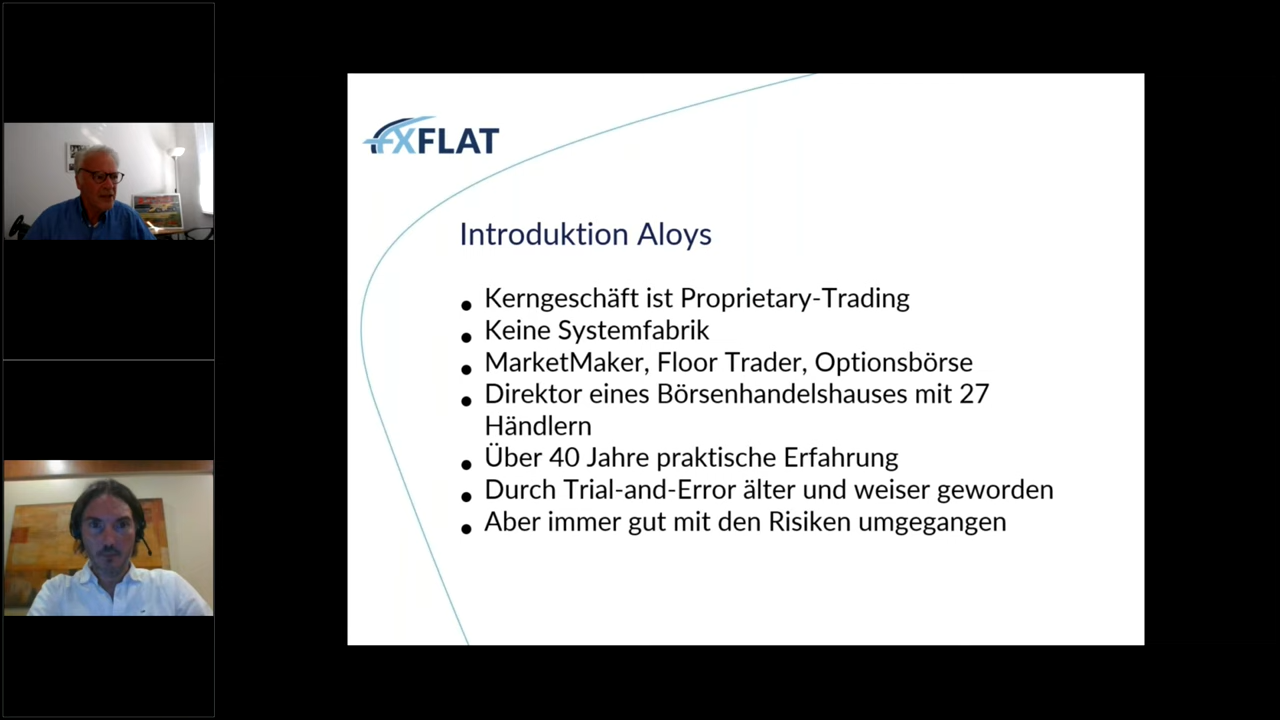 FXFLAT
Introduktion Aloys
• Kerngeschäft ist Proprietary-Trading
• Keine Systemfabrik
• MarketMaker, Floor Trader, Optionsbörse
• Direktor eines Börsenhandelshauses mit 27
Händlern
• Über 40 Jahre praktische Erfahrung
• Durch Trial-and-Error älter und weiser geworden
• Aber immer gut mit den Risiken umgegangen